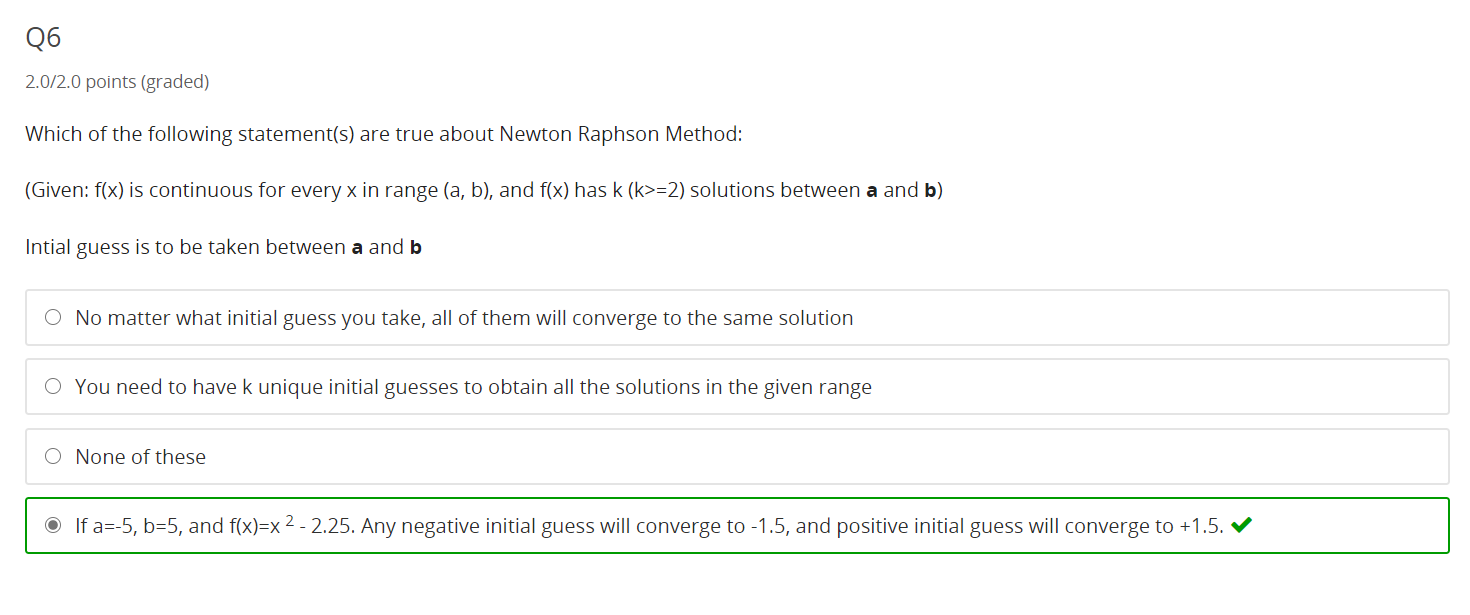 Q6
2.0/2.0 points (graded)
Which of the following statement(s) are true about Newton Raphson Method:
(Given: f(x) is continuous for every x in range (a, b), and f(x) has k (k>=2) solutions between a and b)
Intial guess is to be taken between a and b
No matter what initial guess you take, all of them will converge to the same solution
You need to have k unique initial guesses to obtain all the solutions in the given range
None of these
If a=-5, b=5, and f(x)=x 2 - 2.25. Any negative initial guess will converge to -1.5, and positive initial guess will converge to +1.5.